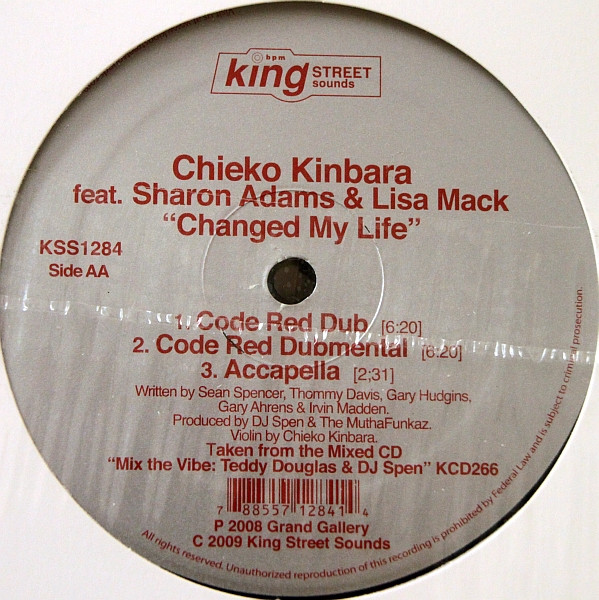 bpm
king STREET
sounds
Chieko Kinbara
feat. Sharon Adams & Lisa Mack
“Changed My Life”
KSS1284
Side AA
1. Code Red Dub [6:20]
2. Code Red Dubmental [6:20]
3. Accapella [2:31]
Written by Sean Spencer, Thommy Davis, Gary Hudgins,
Gary Ahrens & Irvin Madden.
Produced by DJ Spen & The MuthaFunkaz.
Violin by Chieko Kinbara.
Taken from the Mixed CD
“Mix the Vibe: Teddy Douglas & DJ Spen” KCD266
7 88557 12841 4
P 2008 Grand Gallery
C 2009 King Street Sounds
All rights reserved. Unauthorized reproduction of this recording is prohibited by Federal Law and is subject to criminal prosecution.